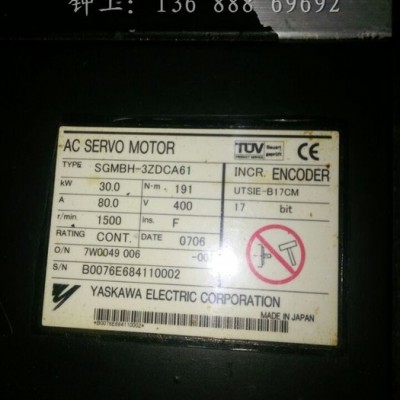 钟工: 136 888 69692
AC SERVO MOTOR
TÜV
CE
TYPE SGMBH-3ZDCA61
INCR. ENCODER
kW 30.0 N·m 191
UTSIE-B17CM
A 80.0 V 400
17 bit
r/min 1500 ins. F
RATING CONT. DATE 0706
O/N 7W0049 006 -001
S/N B0076E684110002
YASKAWA ELECTRIC CORPORATION
*B0076E684110002*
MADE IN JAPAN